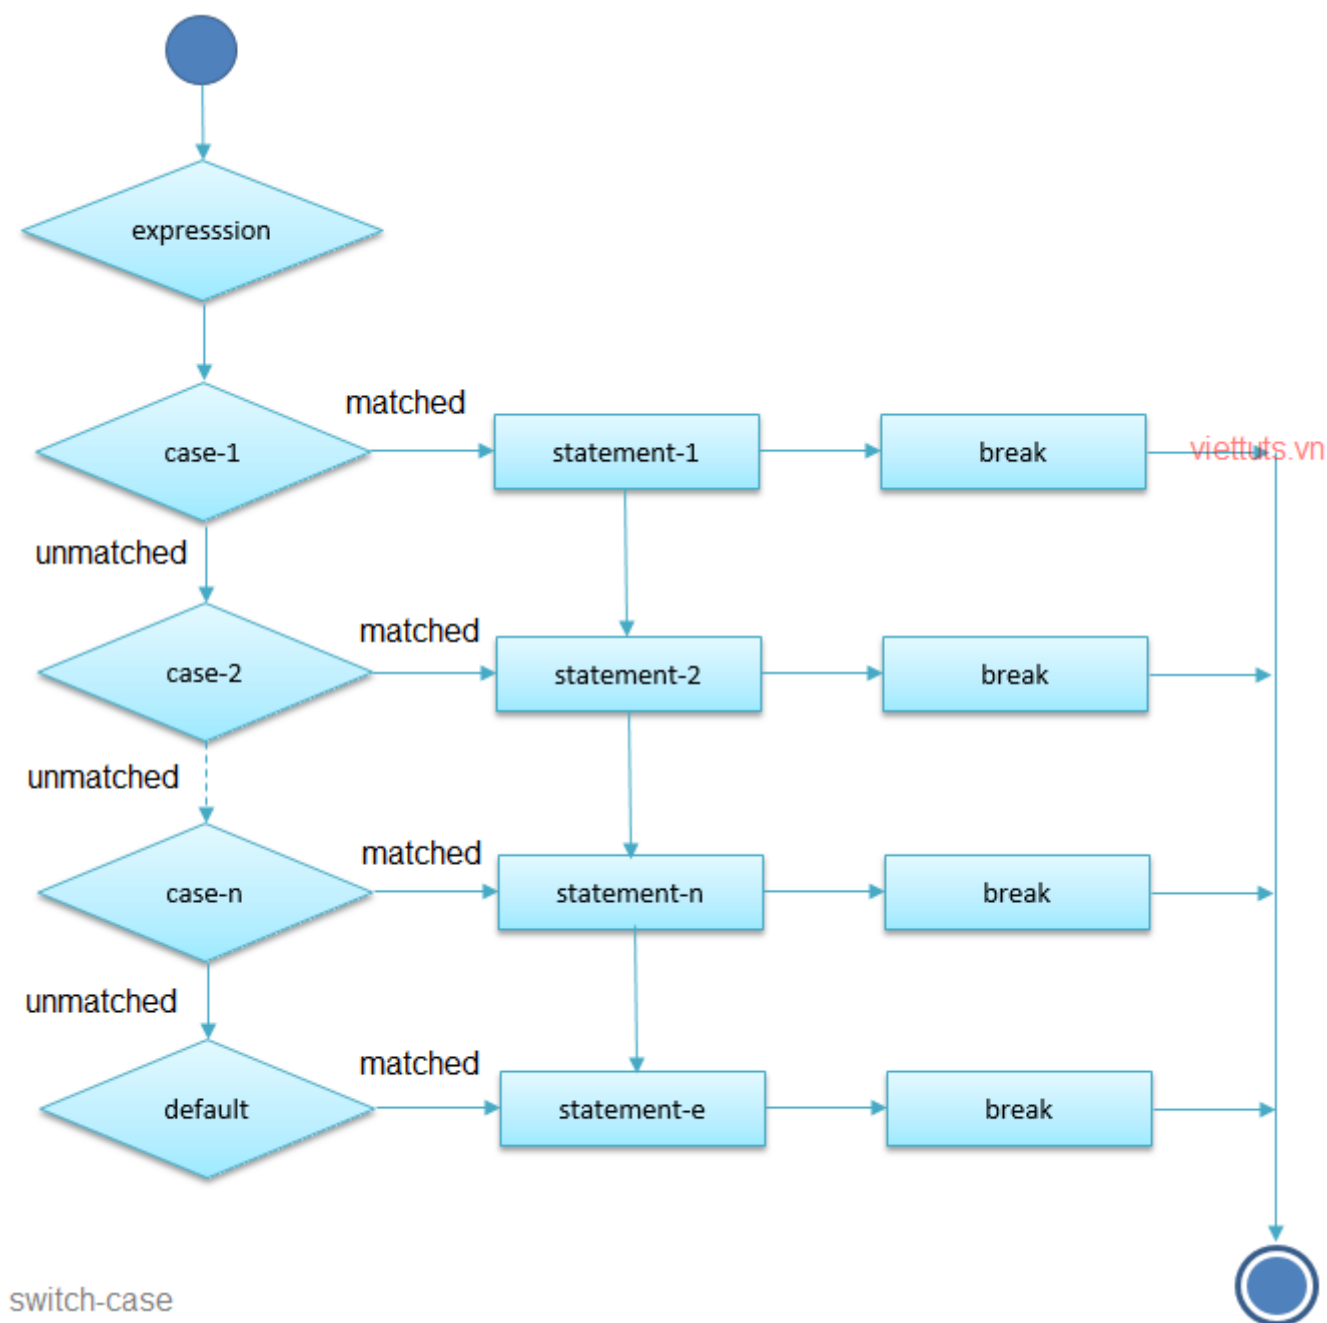 expresssion
matched
case-1
statement-1
break
viettuts.vn
unmatched
matched
case-2
statement-2
break
unmatched
matched
case-n
statement-n
break
unmatched
matched
default
statement-e
break
switch-case